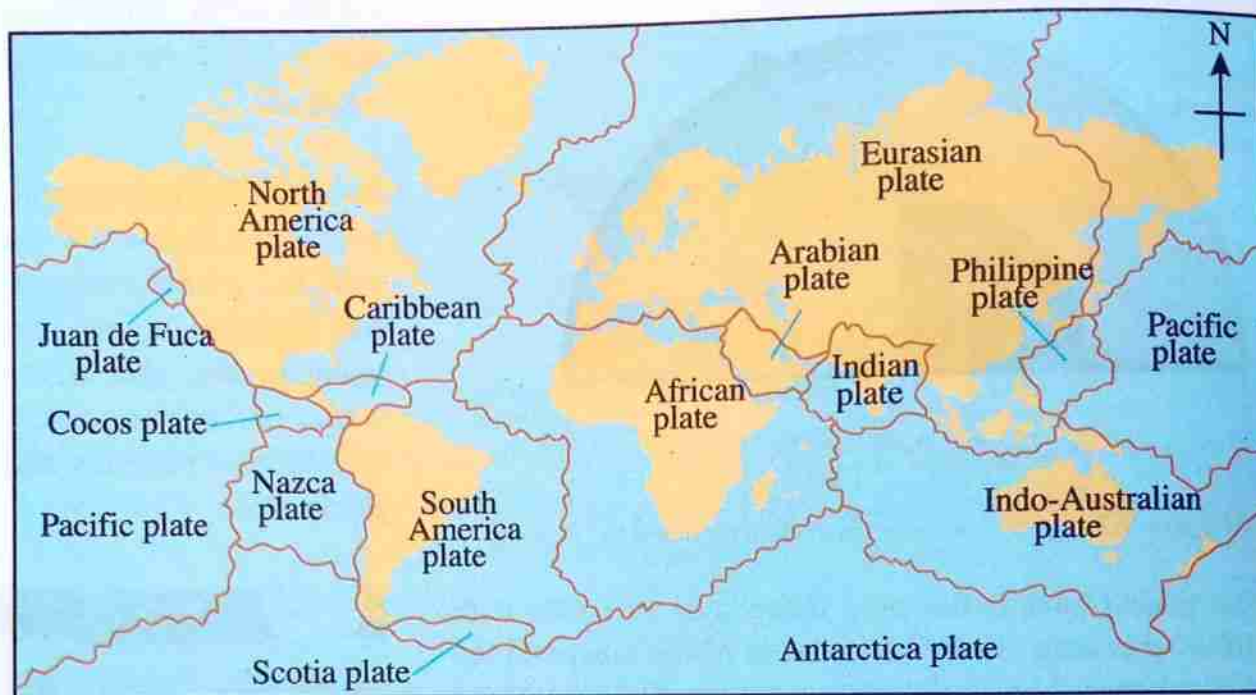 N
Eurasian
plate
North
America
plate
Arabian
plate
Philippine
plate
Caribbean
plate
Juan de Fuca
plate
Pacific
plate
Indian
plate
African
plate
Cocos plate
Nazca
plate
South
America
plate
Indo-Australian
plate
Pacific plate
Antarctica plate
Scotia plate